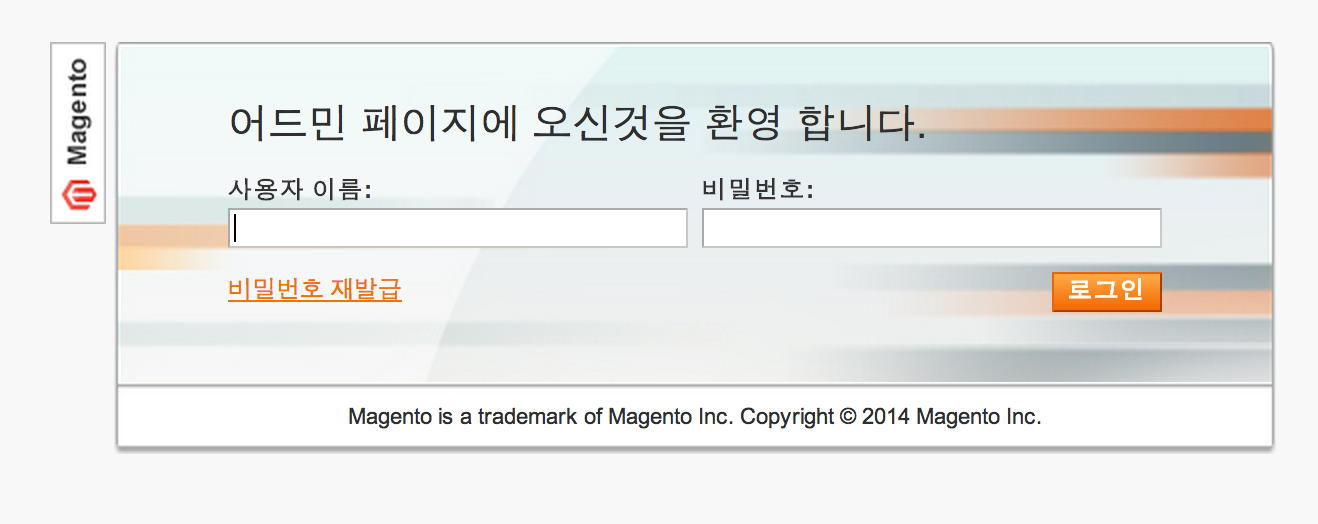 Magento
어드민 페이지에 오신것을 환영 합니다.
사용자 이름: 비밀번호:
비밀번호 재발급 로그인
Magento is a trademark of Magento Inc. Copyright © 2014 Magento Inc.